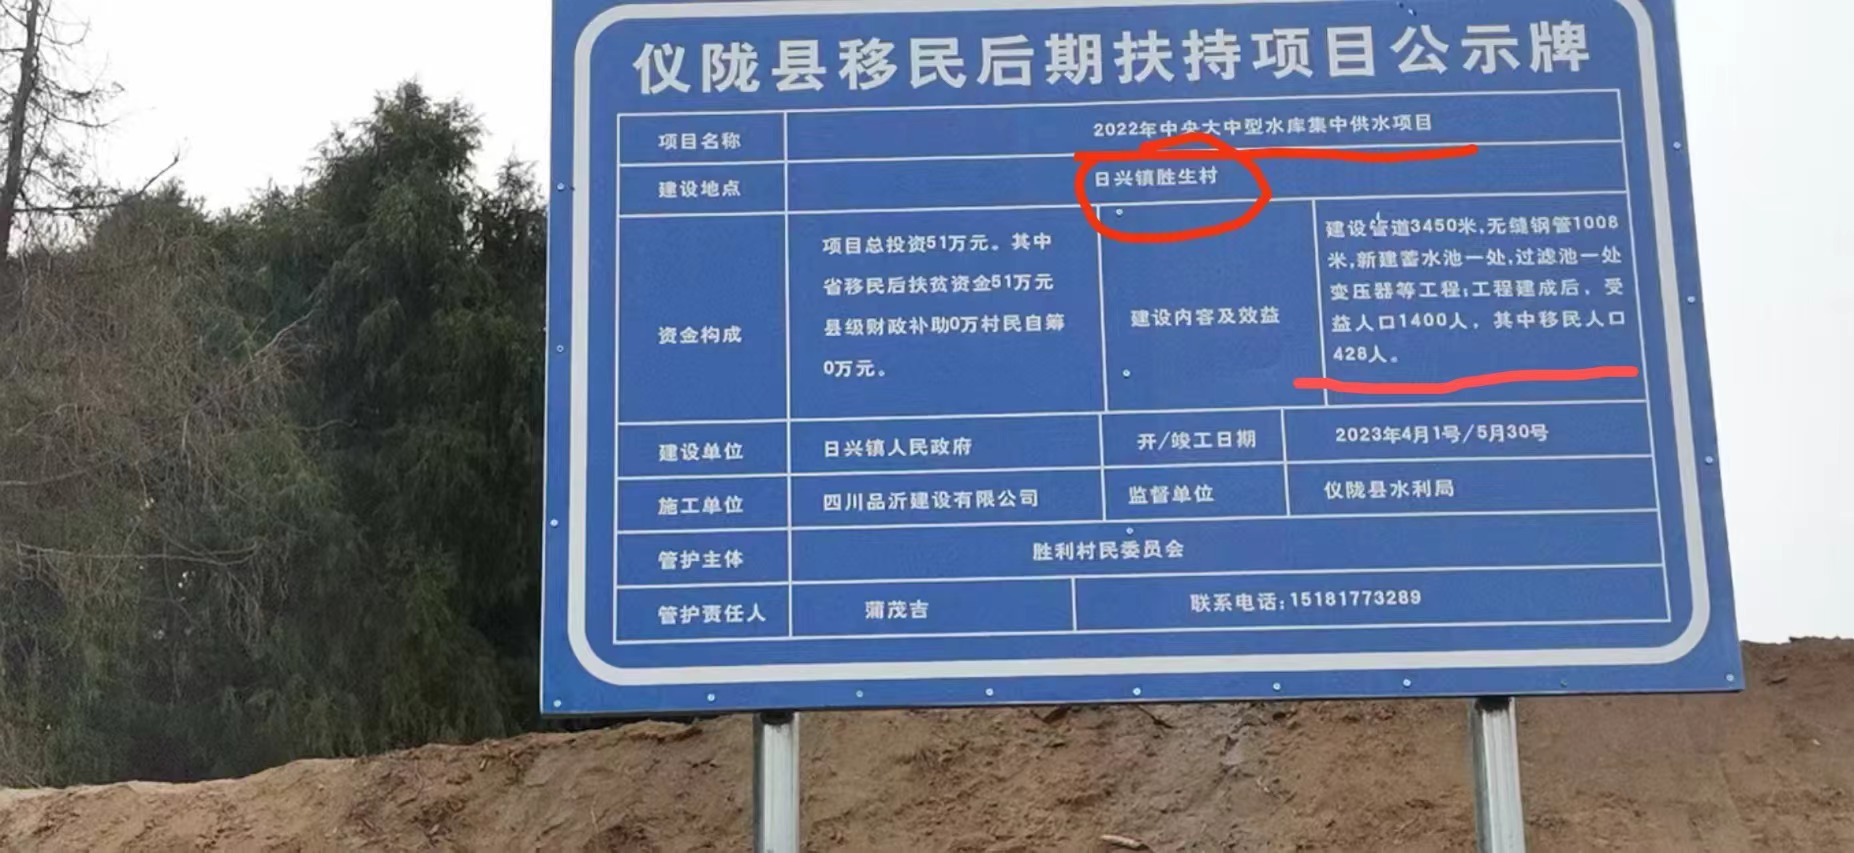 仪陇县移民后期扶持项目公示牌
项目名称
2022年中央大中型水库集中供水项目
建设地点
日兴镇胜生村
资金构成
项目总投资51万元。其中
省移民后扶贫资金51万元
县级财政补助0万村民自筹
0万元。
建设内容及效益
建设管道3450米,无缝钢管1008
米,新建蓄水池一处,过滤池一处
变压器等工程;工程建成后,受
益人口1400人,其中移民人口
428人。
建设单位
日兴镇人民政府
开/竣工日期
2023年4月1号/5月30号
施工单位
四川品沂建设有限公司
监督单位
仪陇县水利局
管护主体
胜利村民委员会
管护责任人
蒲茂吉
联系电话:15181773289